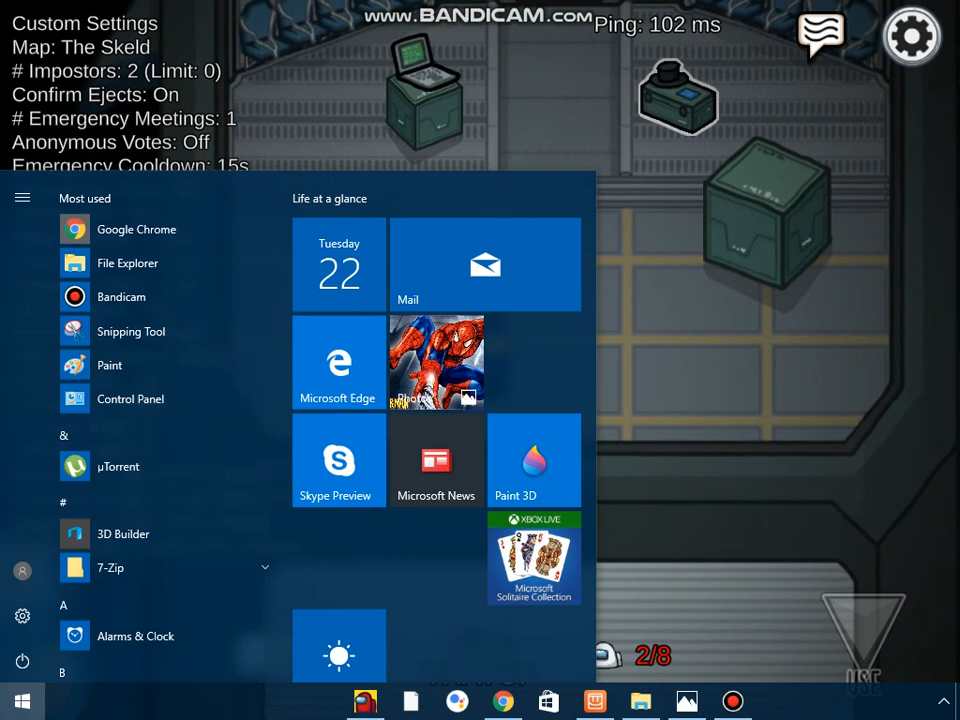 www.BANDICAM.com
Custom Settings
Ping: 102 ms
Map: The Skeld
# Impostors: 2 (Limit: 0)
Confirm Ejects: On
# Emergency Meetings: 1
Anonymous Votes: Off
Emergency Cooldown: 15s
Most used
Google Chrome
File Explorer
Bandicam
Snipping Tool
Paint
Control Panel
&
µTorrent
#
3D Builder
7-Zip
A
Alarms & Clock
B
Life at a glance
Tuesday
22
Mail
Microsoft Edge
Photos
Skype Preview
Microsoft News
Paint 3D
XBOX LIVE
Microsoft
Solitaire Collection
2/8
USE